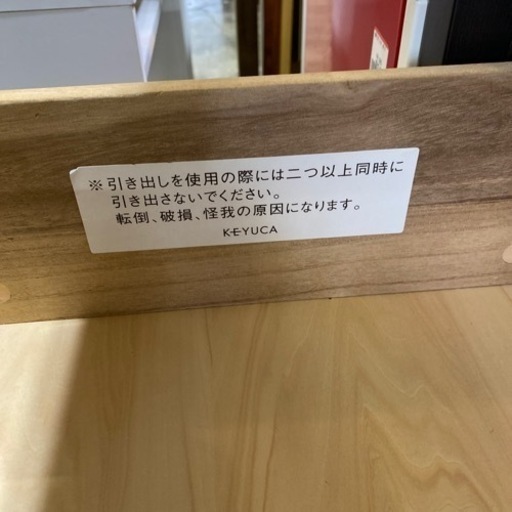 ※引き出しを使用の際には二つ以上同時に
引き出さないでください。
転倒、破損、怪我の原因になります。
KEYUCA